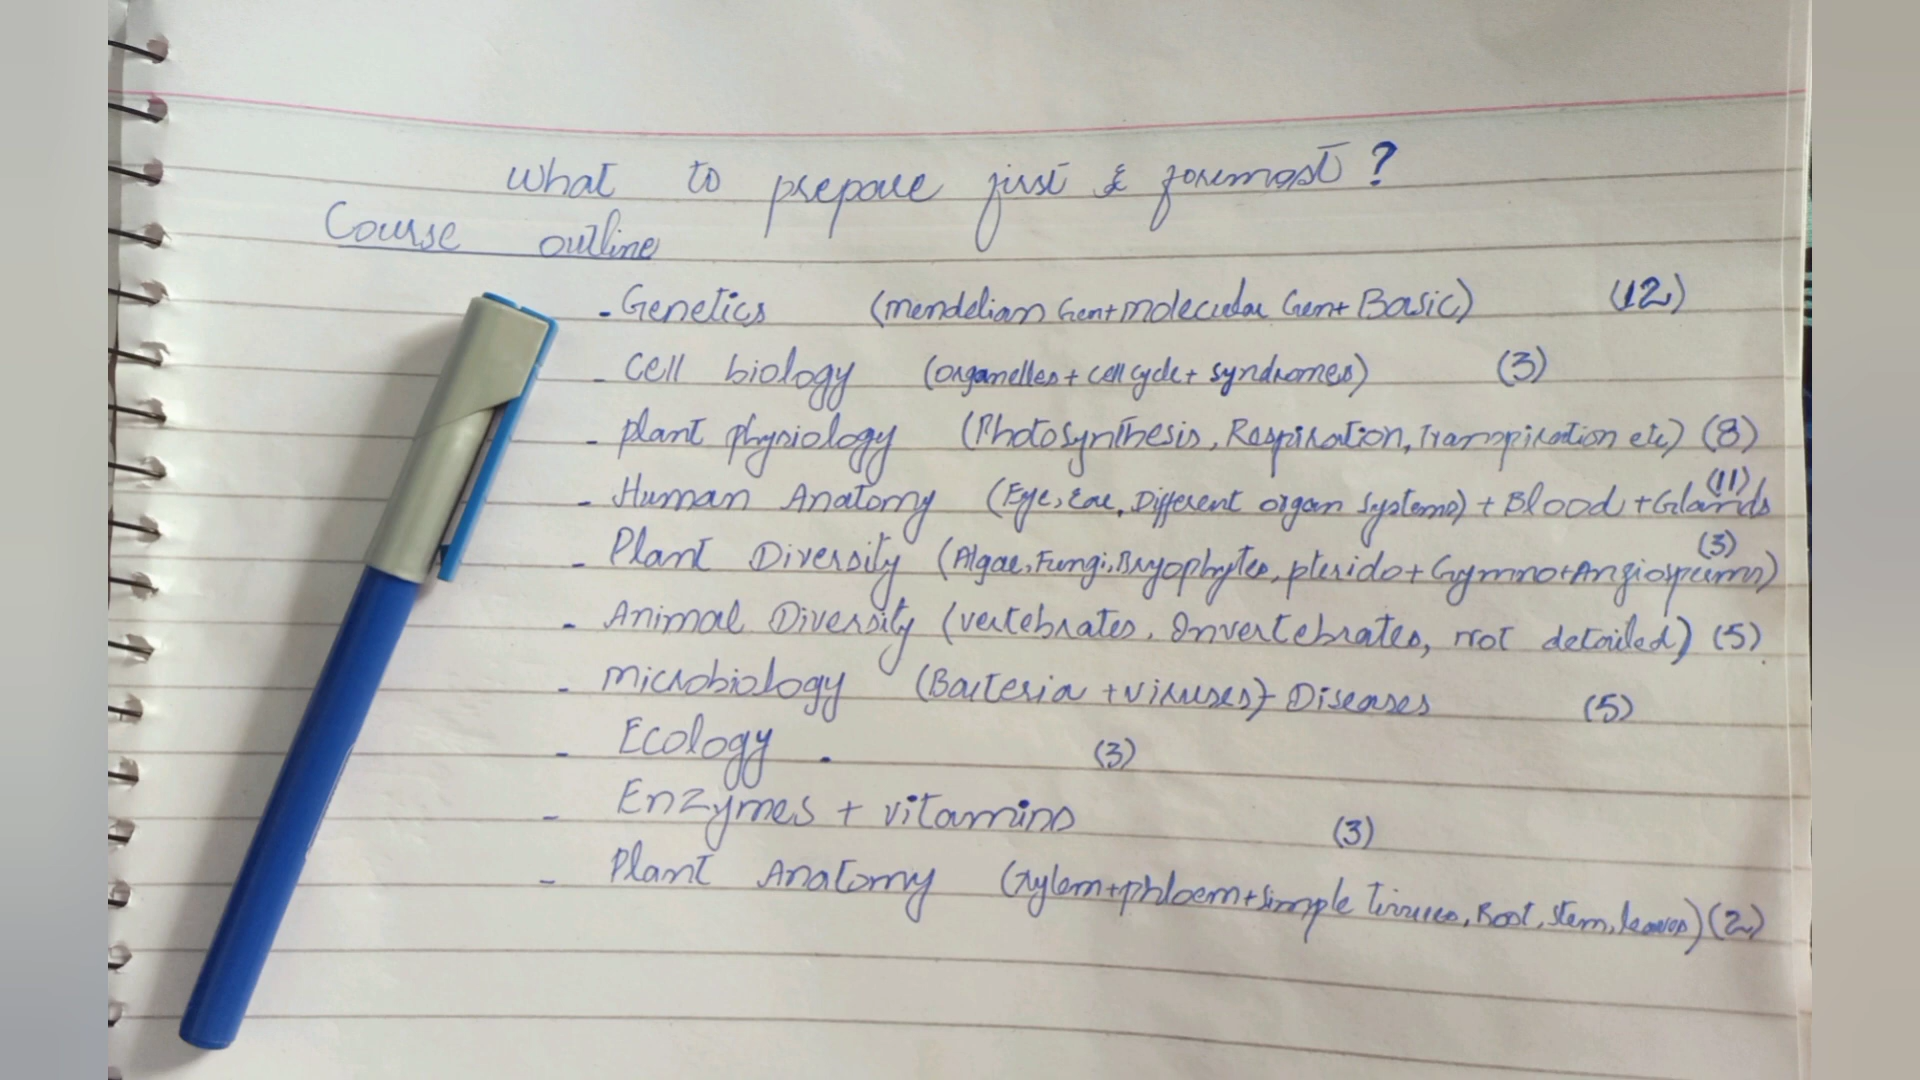 What to prepare first & foremost?
Course outline
- Genetics (Mendelian Gen + Molecular Gen + Basic) (12)
- Cell biology (organelles + cell cycle + syndromes) (3)
- Plant physiology (Photosynthesis, Respiration, Transpiration etc) (8)
- Human Anatomy (Eye, Ear, Different organ systems) + Blood + Glands (11)
- Plant Diversity (Algae, Fungi, Bryophytes, pterido + Gymno + Angiosperms) (3)
- Animal Diversity (vertebrates, Invertebrates, not detailed) (5).
- Microbiology (Bacteria + viruses) - Diseases (5)
- Ecology . (3)
- Enzymes + vitamins (3)
- Plant Anatomy (Xylem + phloem + simple Tissues, Root, stem, leaves) (2)